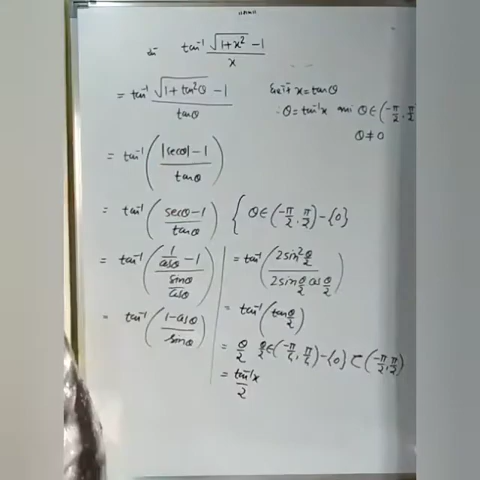 tan⁻¹ (√(1+x²) − 1)/x
= tan⁻¹ (√(1+tan²θ) − 1)/tanθ
x = tanθ
∴ θ = tan⁻¹x θ ∈ (−π/2, π/2
θ ≠ 0
= tan⁻¹ ((|secθ| − 1)/tanθ)
= tan⁻¹ ((secθ − 1)/tanθ) { θ ∈ (−π/2, π/2) − {0}
= tan⁻¹ ((1/cosθ − 1)/(sinθ/cosθ))
= tan⁻¹ ((1 − cosθ)/sinθ)
= tan⁻¹ (2sin² θ/2 / 2sin θ/2 cos θ/2)
= tan⁻¹ (tan θ/2)
= θ/2 θ/2 ∈ (−π/4, π/4) − {0} ⊂ (−π/2, π/2)
= tan⁻¹x/2